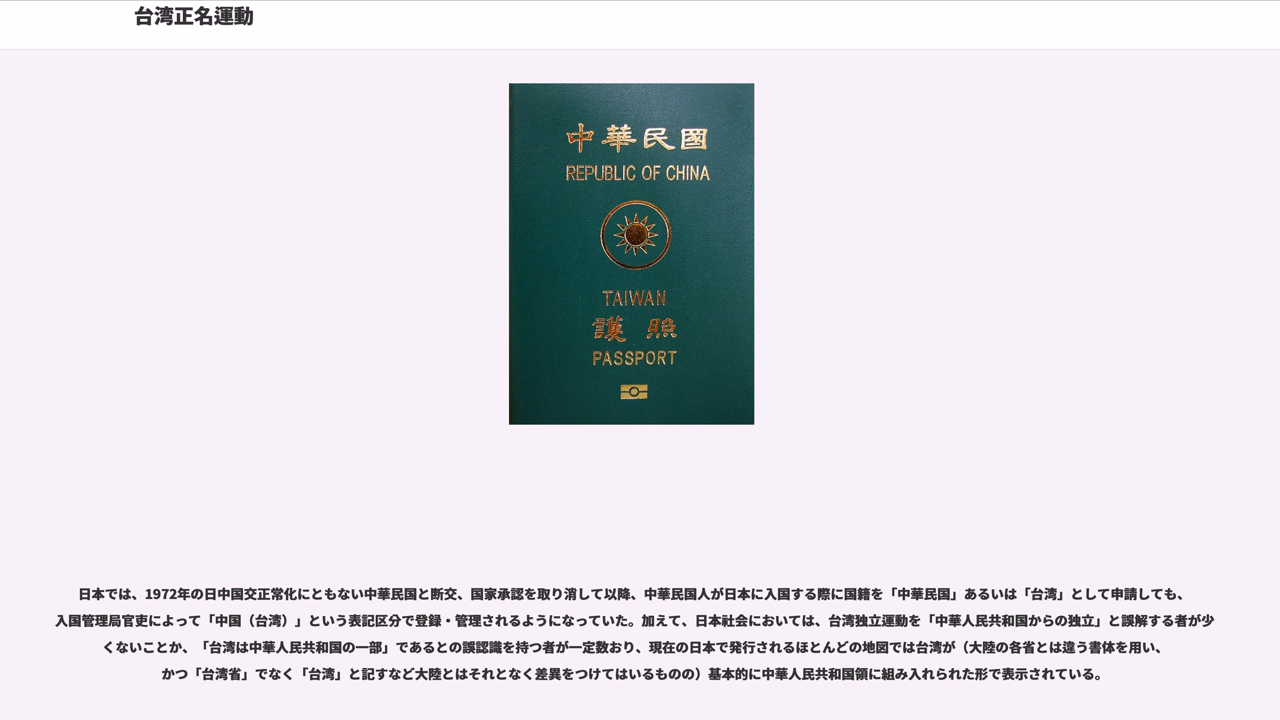 台湾正名運動
中華民國
REPUBLIC OF CHINA
TAIWAN
護照
PASSPORT
日本では、1972年の日中国交正常化にともない中華民国と断交、国家承認を取り消して以降、中華民国人が日本に入国する際に国籍を「中華民国」あるいは「台湾」として申請しても、
入国管理局官吏によって「中国（台湾）」という表記区分で登録・管理されるようになっていた。加えて、日本社会においては、台湾独立運動を「中華人民共和国からの独立」と誤解する者が少
くないことか、「台湾は中華人民共和国の一部」であるとの誤認識を持つ者が一定数おり、現在の日本で発行されるほとんどの地図では台湾が（大陸の各省とは違う書体を用い、
かつ「台湾省」でなく「台湾」と記すなど大陸とはそれとなく差異をつけてはいるものの）基本的に中華人民共和国領に組み入れられた形で表示されている。